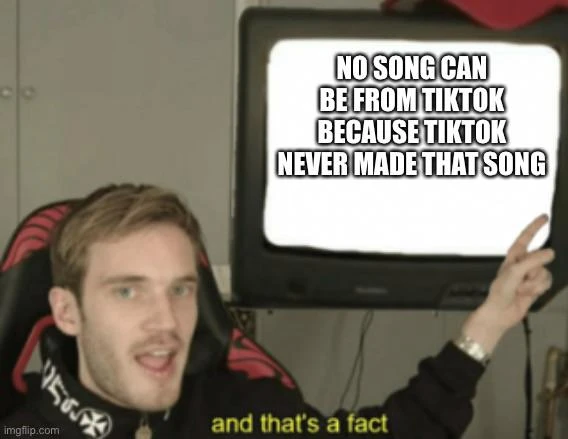 NO SONG CAN
BE FROM TIKTOK
BECAUSE TIKTOK
NEVER MADE THAT SONG
and that's a fact
imgflip.com